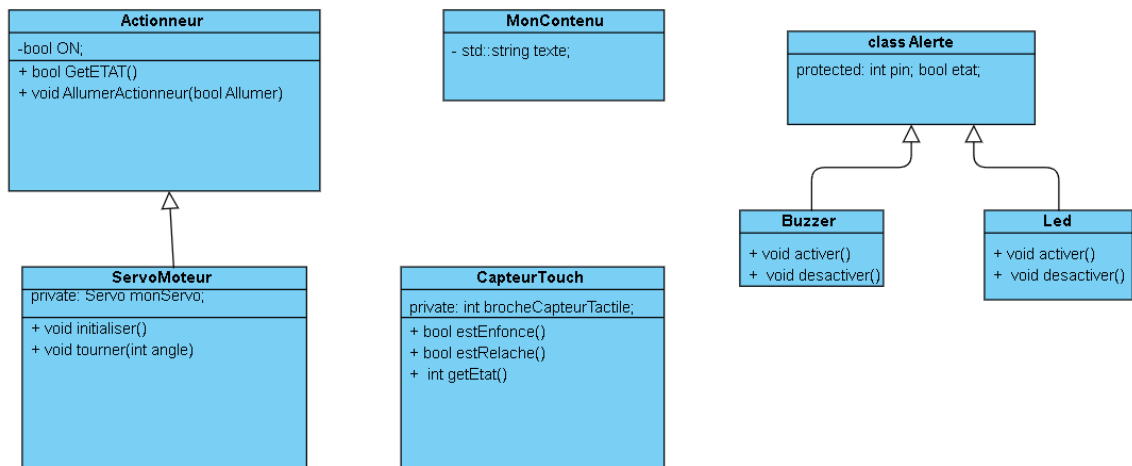 Actionneur
-bool ON;
+ bool GetETAT()
+ void AllumerActionneur(bool Allumer)
MonContenu
- std::string texte;
class Alerte
protected: int pin; bool etat;
Buzzer
+ void activer()
+ void desactiver()
Led
+ void activer()
+ void desactiver()
ServoMoteur
private: Servo monServo;
+ void initialiser()
+ void tourner(int angle)
CapteurTouch
private: int brocheCapteurTactile;
+ bool estEnfonce()
+ bool estRelache()
+ int getEtat()